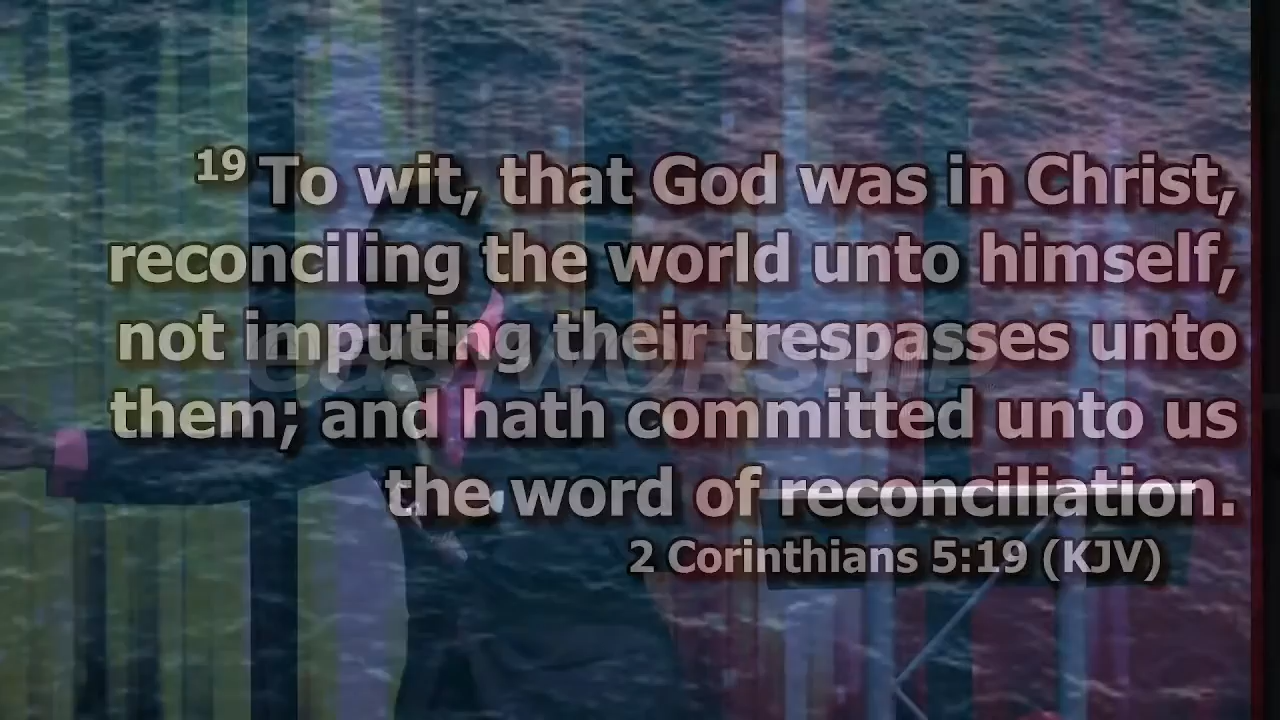 19 To wit, that God was in Christ,
reconciling the world unto himself,
not imputing their trespasses unto
easyworship
them; and hath committed unto us
the word of reconciliation.
2 Corinthians 5:19 (KJV)